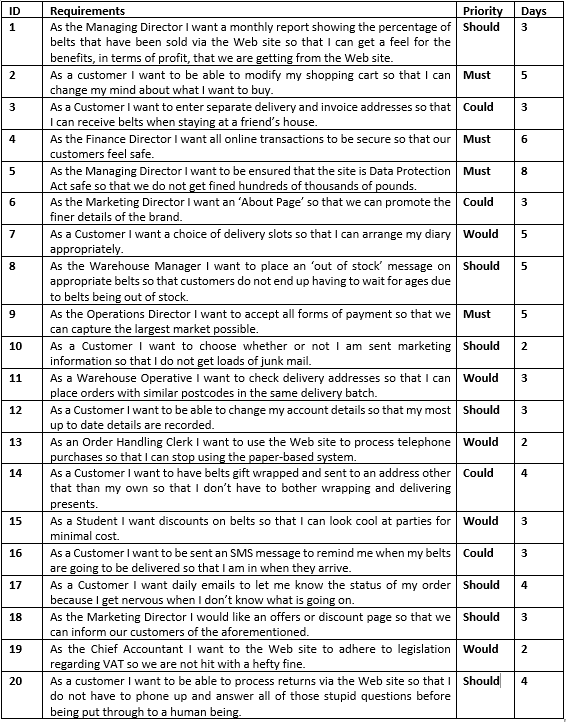 ID Requirements Priority Days
1 As the Managing Director I want a monthly report showing the percentage of Should 3
belts that have been sold via the Web site so that I can get a feel for the
benefits, in terms of profit, that we are getting from the Web site.
2 As a customer I want to be able to modify my shopping cart so that I can Must 5
change my mind about what I want to buy.
3 As a Customer I want to enter separate delivery and invoice addresses so that Could 3
I can receive belts when staying at a friend's house.
4 As the Finance Director I want all online transactions to be secure so that our Must 6
customers feel safe.
5 As the Managing Director I want to be ensured that the site is Data Protection Must 8
Act safe so that we do not get fined hundreds of thousands of pounds.
6 As the Marketing Director I want an 'About Page' so that we can promote the Could 3
finer details of the brand.
7 As a Customer I want a choice of delivery slots so that I can arrange my diary Would 5
appropriately.
8 As the Warehouse Manager I want to place an 'out of stock' message on Should 5
appropriate belts so that customers do not end up having to wait for ages due
to belts being out of stock.
9 As the Operations Director I want to accept all forms of payment so that we Must 5
can capture the largest market possible.
10 As a Customer I want to choose whether or not I am sent marketing Should 2
information so that I do not get loads of junk mail.
11 As a Warehouse Operative I want to check delivery addresses so that I can Would 3
place orders with similar postcodes in the same delivery batch.
12 As a Customer I want to be able to change my account details so that my most Should 3
up to date details are recorded.
13 As an Order Handling Clerk I want to use the Web site to process telephone Would 2
purchases so that I can stop using the paper-based system.
14 As a Customer I want to have belts gift wrapped and sent to an address other Could 4
that than my own so that I don't have to bother wrapping and delivering
presents.
15 As a Student I want discounts on belts so that I can look cool at parties for Would 3
minimal cost.
16 As a Customer I want to be sent an SMS message to remind me when my belts Could 3
are going to be delivered so that I am in when they arrive.
17 As a Customer I want daily emails to let me know the status of my order Should 4
because I get nervous when I don't know what is going on.
18 As the Marketing Director I would like an offers or discount page so that we Should 3
can inform our customers of the aforementioned.
19 As the Chief Accountant I want to the Web site to adhere to legislation Would 2
regarding VAT so we are not hit with a hefty fine.
20 As a customer I want to be able to process returns via the Web site so that I Should 4
do not have to phone up and answer all of those stupid questions before
being put through to a human being.